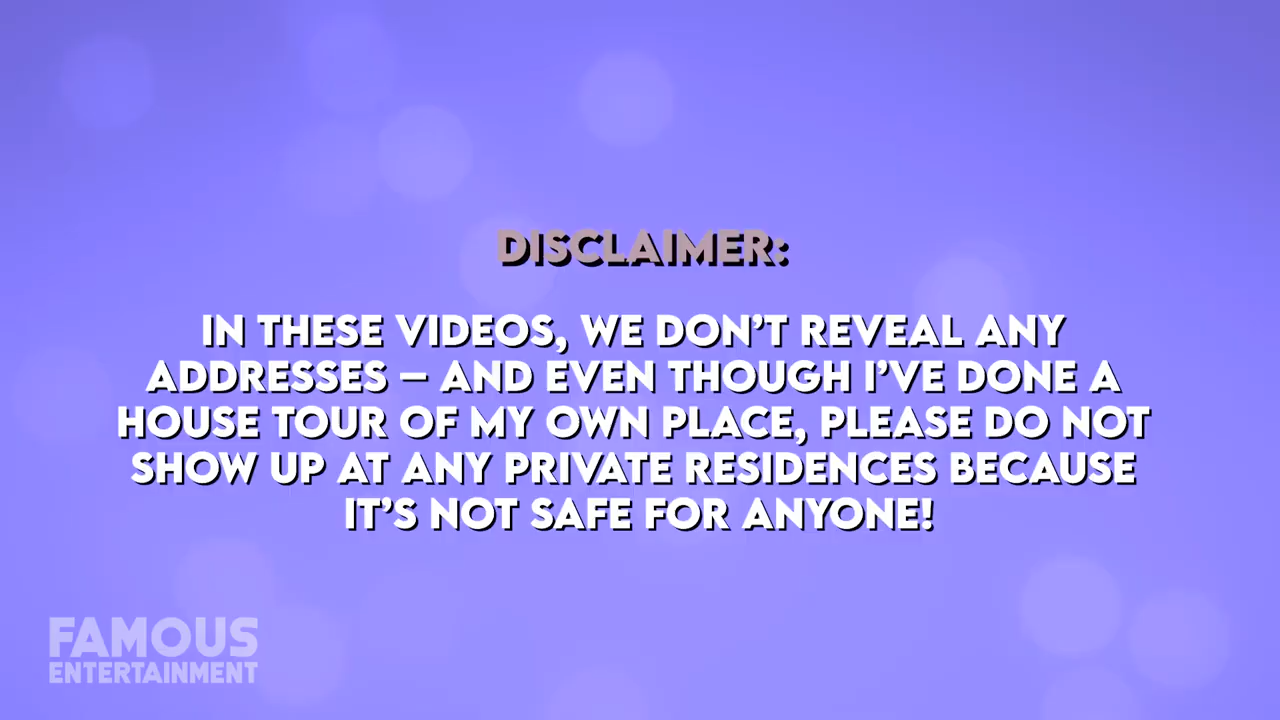 DISCLAIMER:
IN THESE VIDEOS, WE DON'T REVEAL ANY
ADDRESSES – AND EVEN THOUGH I'VE DONE A
HOUSE TOUR OF MY OWN PLACE, PLEASE DO NOT
SHOW UP AT ANY PRIVATE RESIDENCES BECAUSE
IT'S NOT SAFE FOR ANYONE!
FAMOUS
ENTERTAINMENT